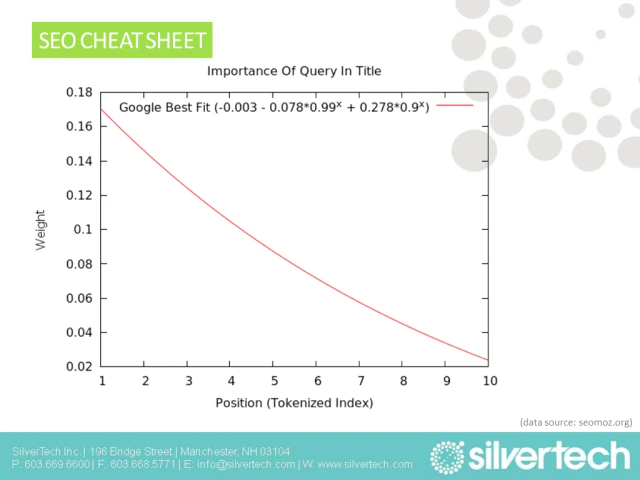 SEO CHEAT SHEET
Importance Of Query In Title
Google Best Fit (-0.003 - 0.078*0.99^x + 0.278*0.9^x)
0.18
0.16
0.14
0.12
0.1
0.08
0.06
0.04
0.02
Weight
1 2 3 4 5 6 7 8 9 10
Position (Tokenized Index)
(data source: seomoz.org)
SilverTech Inc. | 196 Bridge Street | Manchester, NH 03104
P: 603.669.6600 | F: 603.668.5771 | E: info@silvertech.com | W: www.silvertech.com
silvertech